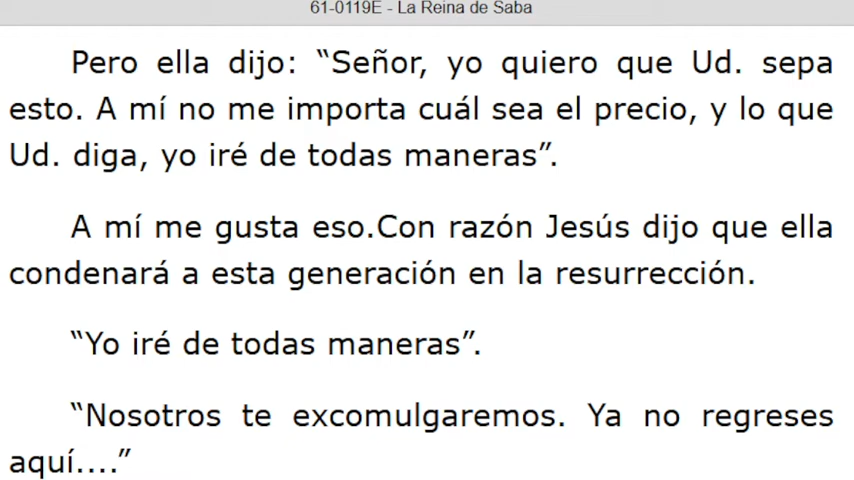 61-0119E - La Reina de Saba
Pero ella dijo: “Señor, yo quiero que Ud. sepa
esto. A mí no me importa cuál sea el precio, y lo que
Ud. diga, yo iré de todas maneras”.
A mí me gusta eso.Con razón Jesús dijo que ella
condenará a esta generación en la resurrección.
“Yo iré de todas maneras”.
“Nosotros te excomulgaremos. Ya no regreses
aquí....”